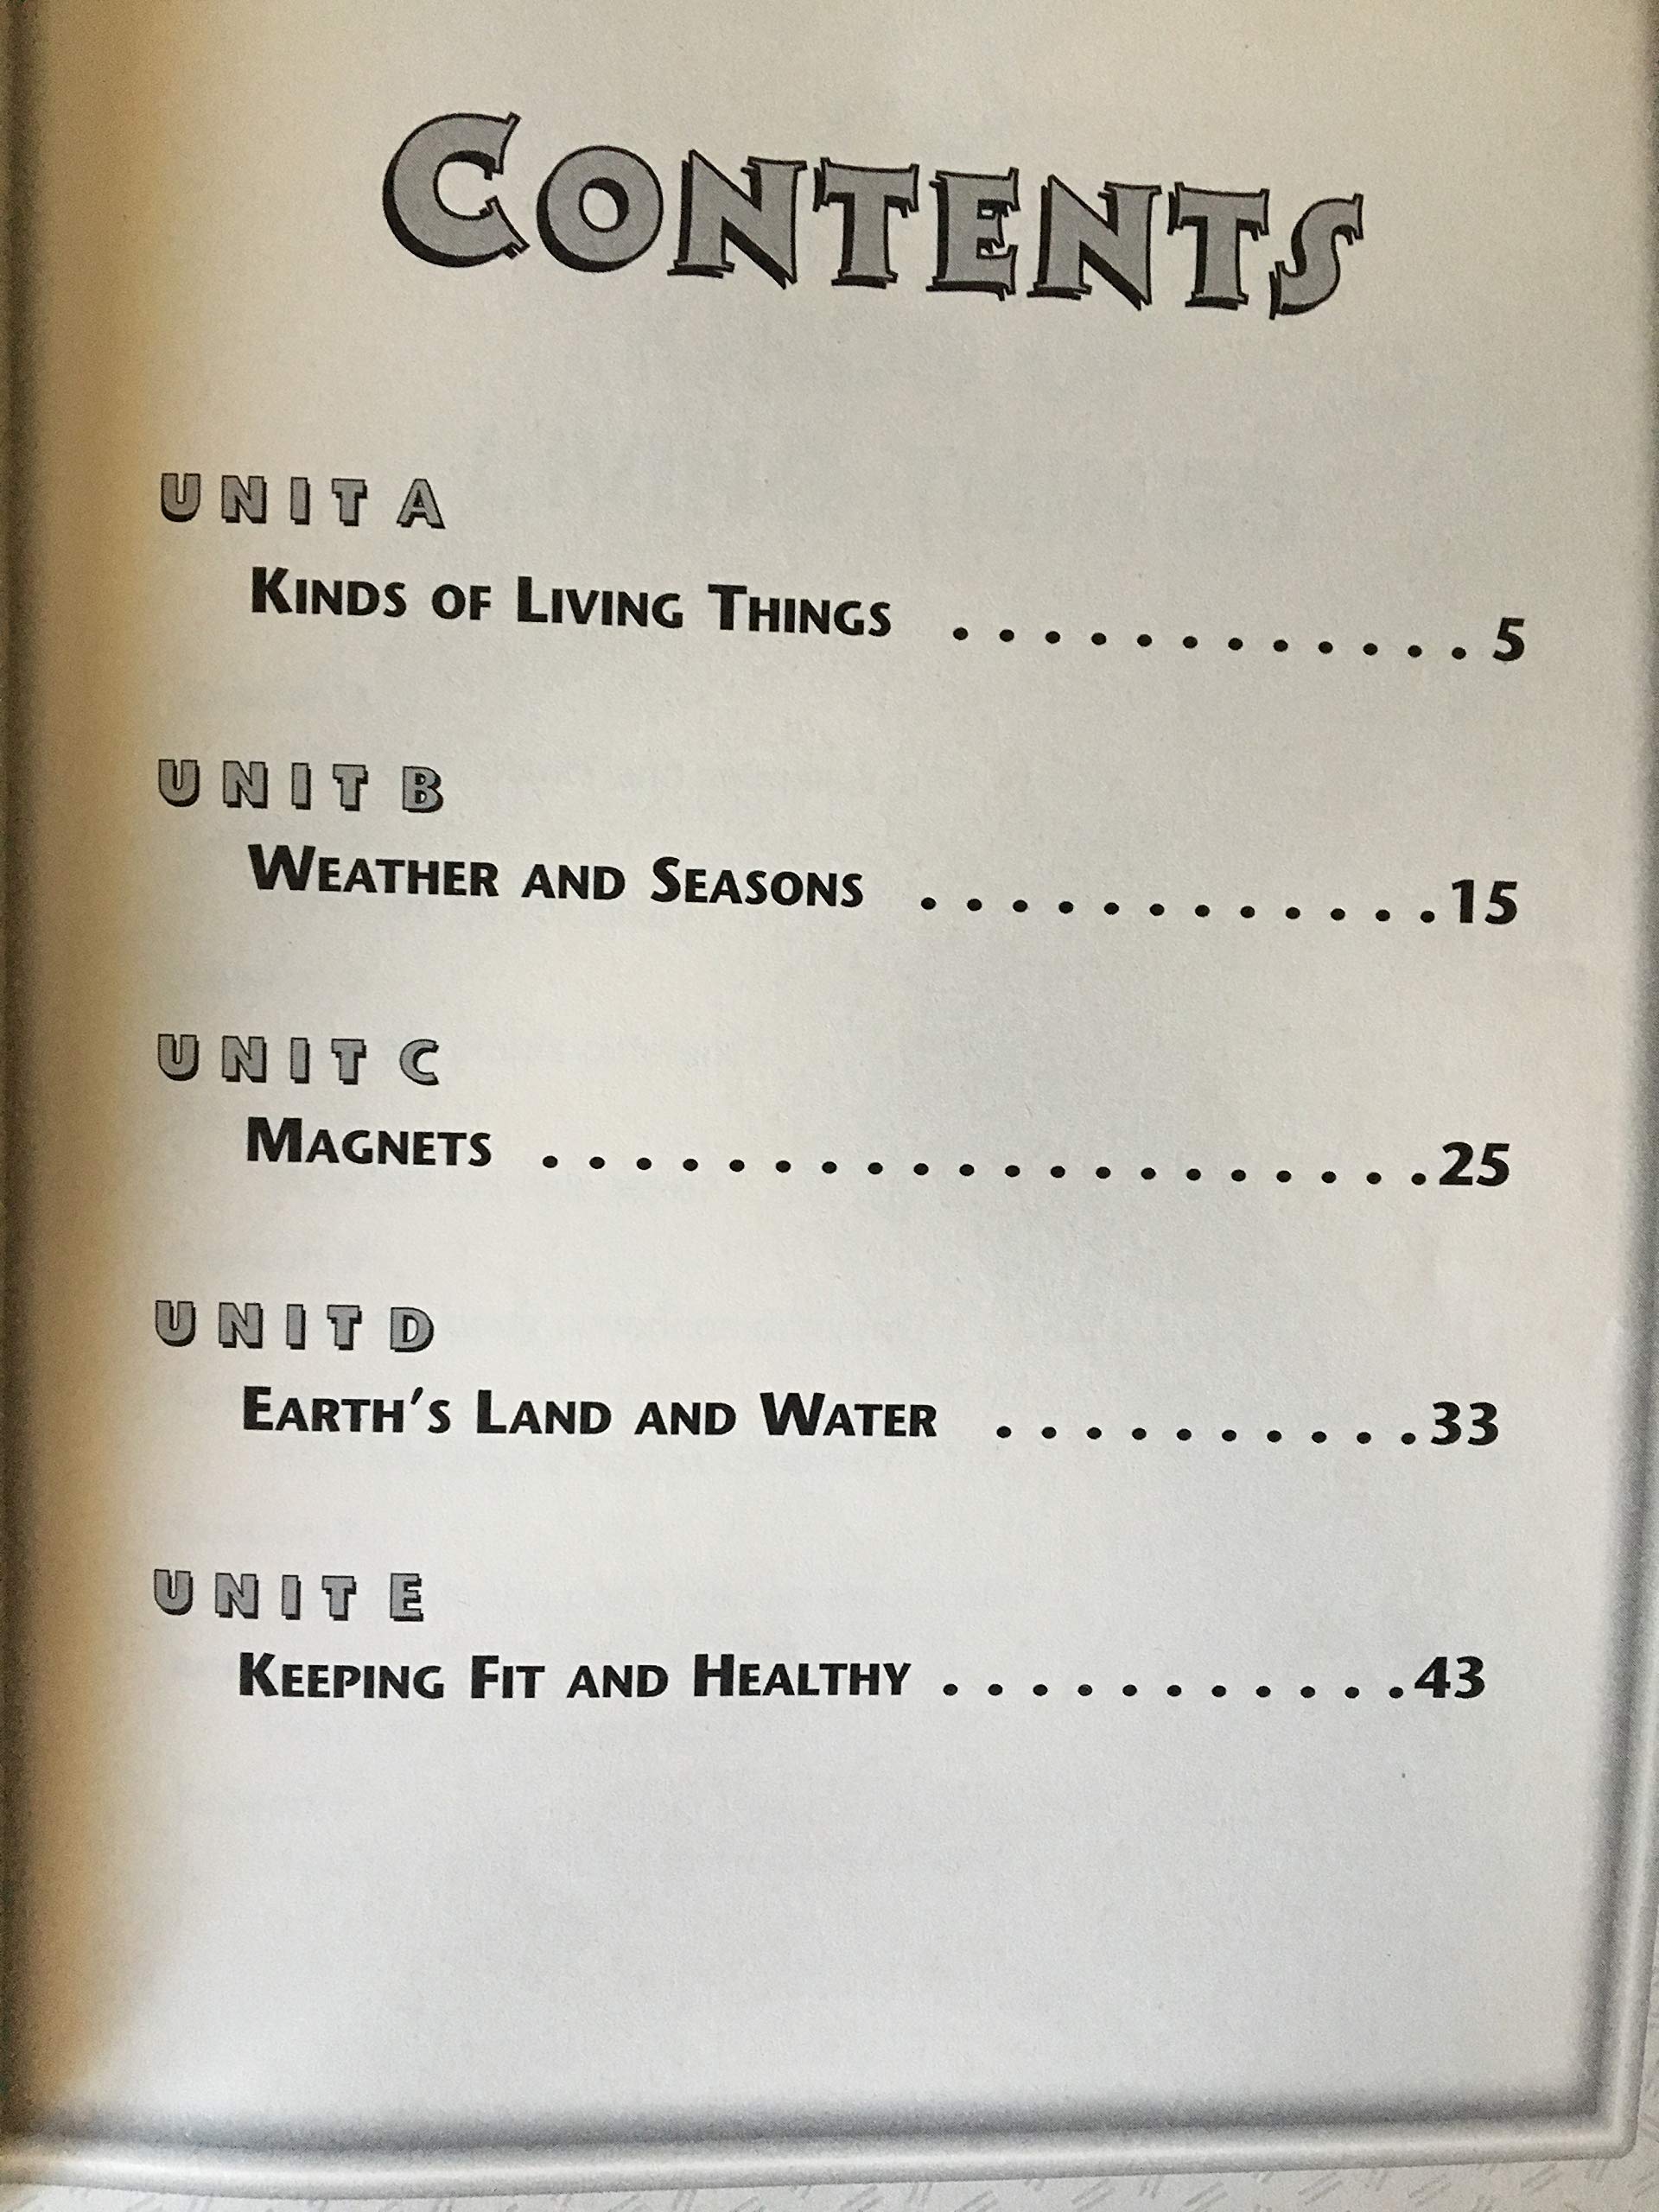 CONTENTS
UNIT A
KINDS OF LIVING THINGS . . . . . . . . . . . . 5
UNIT B
WEATHER AND SEASONS . . . . . . . . . . . . 15
UNIT C
MAGNETS . . . . . . . . . . . . . . . . . . . . 25
UNIT D
EARTH'S LAND AND WATER . . . . . . . . . . 33
UNIT E
KEEPING FIT AND HEALTHY . . . . . . . . . . . 43